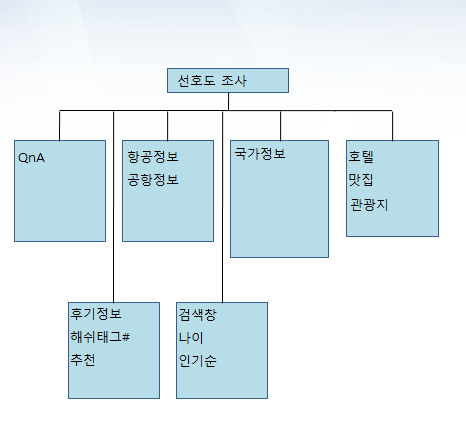 선호도 조사
QnA
항공정보
공항정보
국가정보
호텔
맛집
관광지
후기정보
해쉬태그#
추천
검색창
나이
인기순